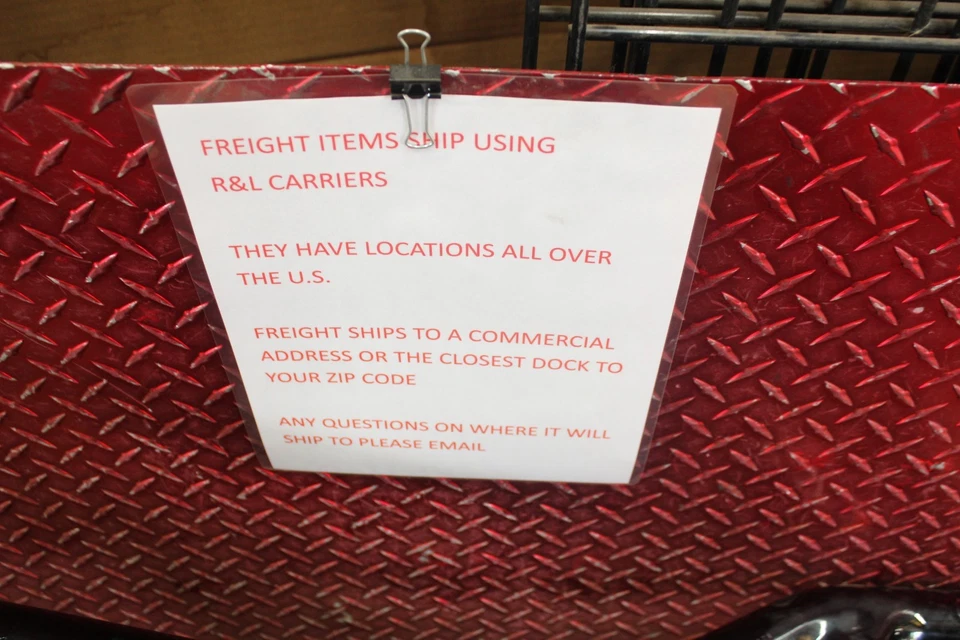 FREIGHT ITEMS SHIP USING
R&L CARRIERS
THEY HAVE LOCATIONS ALL OVER
THE U.S.
FREIGHT SHIPS TO A COMMERCIAL
ADDRESS OR THE CLOSEST DOCK TO
YOUR ZIP CODE
ANY QUESTIONS ON WHERE IT WILL
SHIP TO PLEASE EMAIL